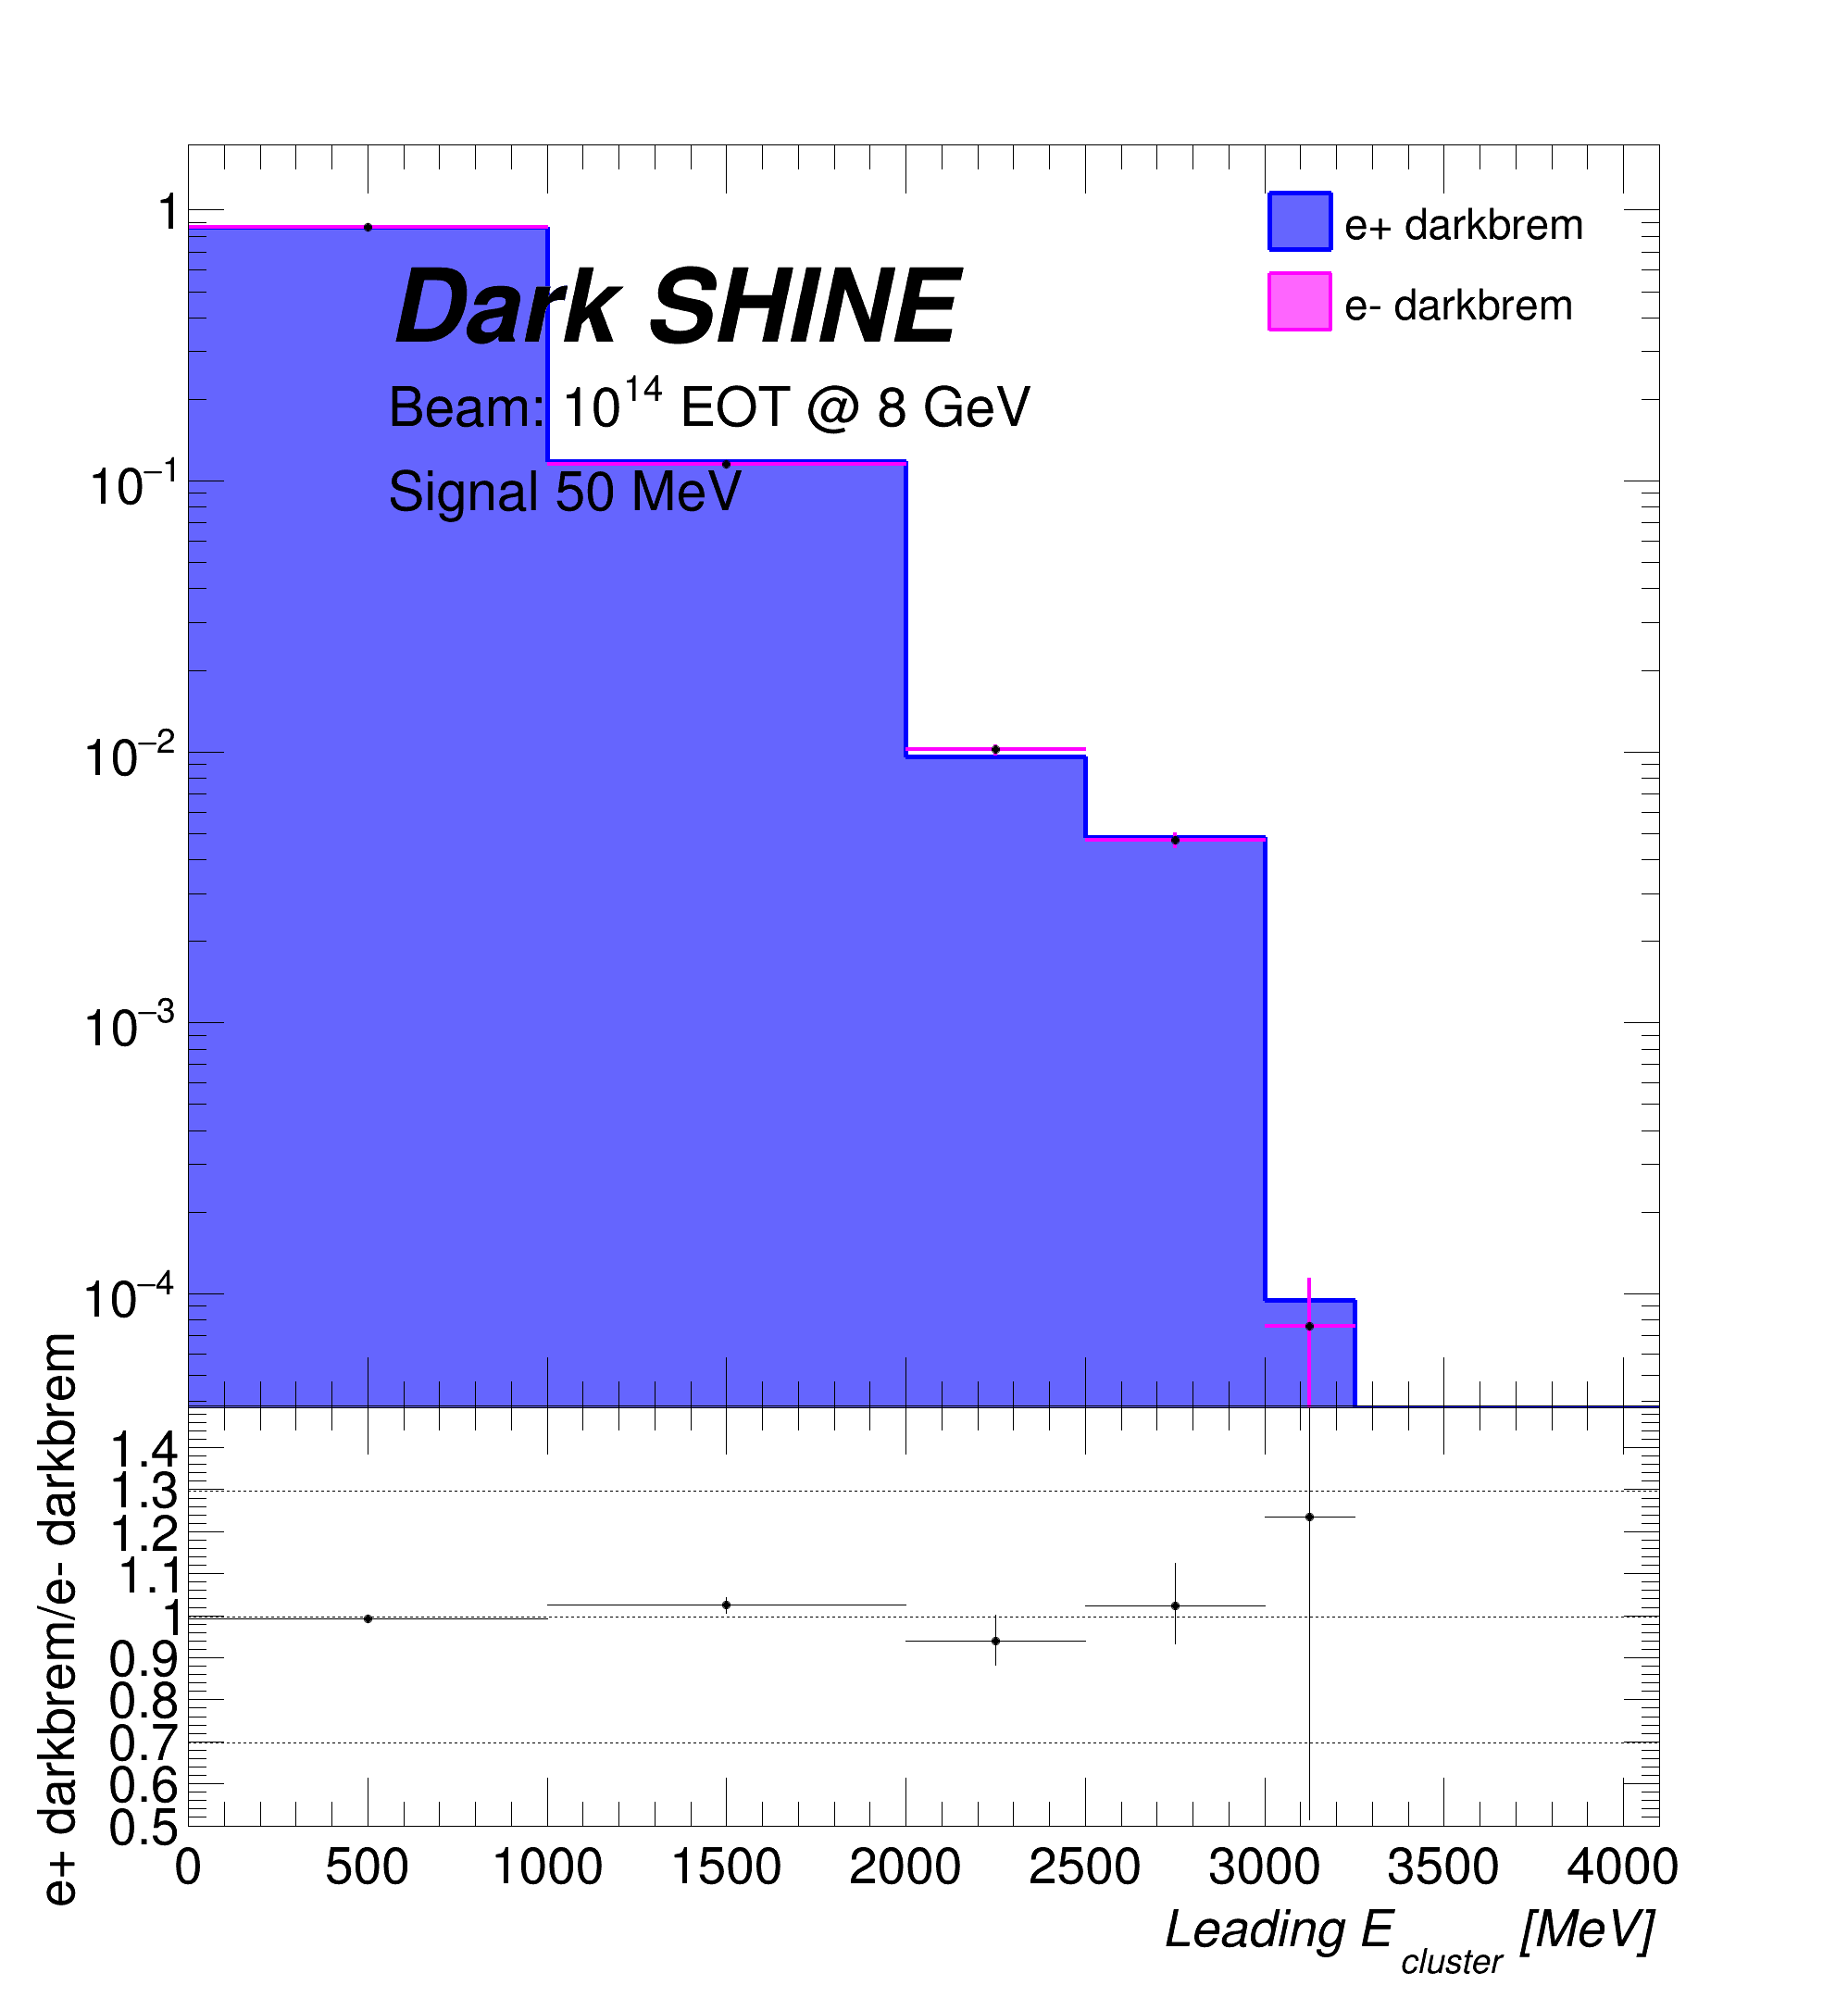 e+ darkbrem
e- darkbrem
Dark SHINE
Beam: 10^14 EOT @ 8 GeV
Signal 50 MeV
1
10^−1
10^−2
10^−3
10^−4
e+ darkbrem/e- darkbrem
1.4
1.3
1.2
1.1
1
0.9
0.8
0.7
0.6
0.5
0 500 1000 1500 2000 2500 3000 3500 4000
Leading E_cluster [MeV]